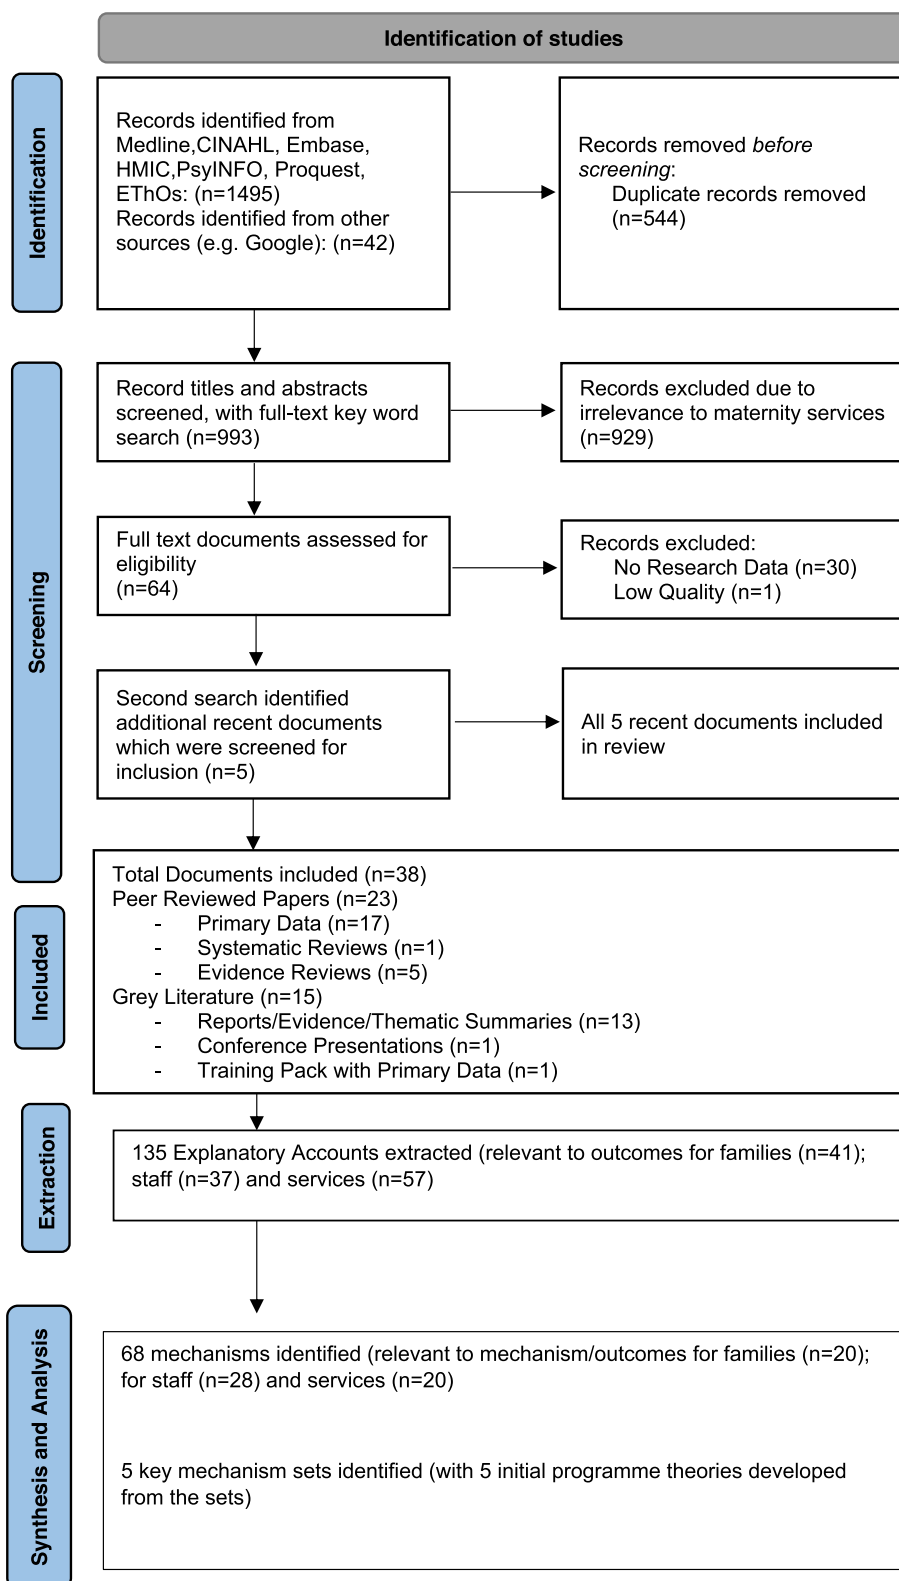 Identification of studies
Identification
Records identified from
Medline,CINAHL, Embase,
HMIC,PsyINFO, Proquest,
EThOs: (n=1495)
Records identified from other
sources (e.g. Google): (n=42)
Records removed before
screening:
Duplicate records removed
(n=544)
Screening
Record titles and abstracts
screened, with full-text key word
search (n=993)
Records excluded due to
irrelevance to maternity services
(n=929)
Full text documents assessed for
eligibility
(n=64)
Records excluded:
No Research Data (n=30)
Low Quality (n=1)
Second search identified
additional recent documents
which were screened for
inclusion (n=5)
All 5 recent documents included
in review
Included
Total Documents included (n=38)
Peer Reviewed Papers (n=23)
- Primary Data (n=17)
- Systematic Reviews (n=1)
- Evidence Reviews (n=5)
Grey Literature (n=15)
- Reports/Evidence/Thematic Summaries (n=13)
- Conference Presentations (n=1)
- Training Pack with Primary Data (n=1)
Extraction
135 Explanatory Accounts extracted (relevant to outcomes for families (n=41);
staff (n=37) and services (n=57)
Synthesis and Analysis
68 mechanisms identified (relevant to mechanism/outcomes for families (n=20);
for staff (n=28) and services (n=20)
5 key mechanism sets identified (with 5 initial programme theories developed
from the sets)